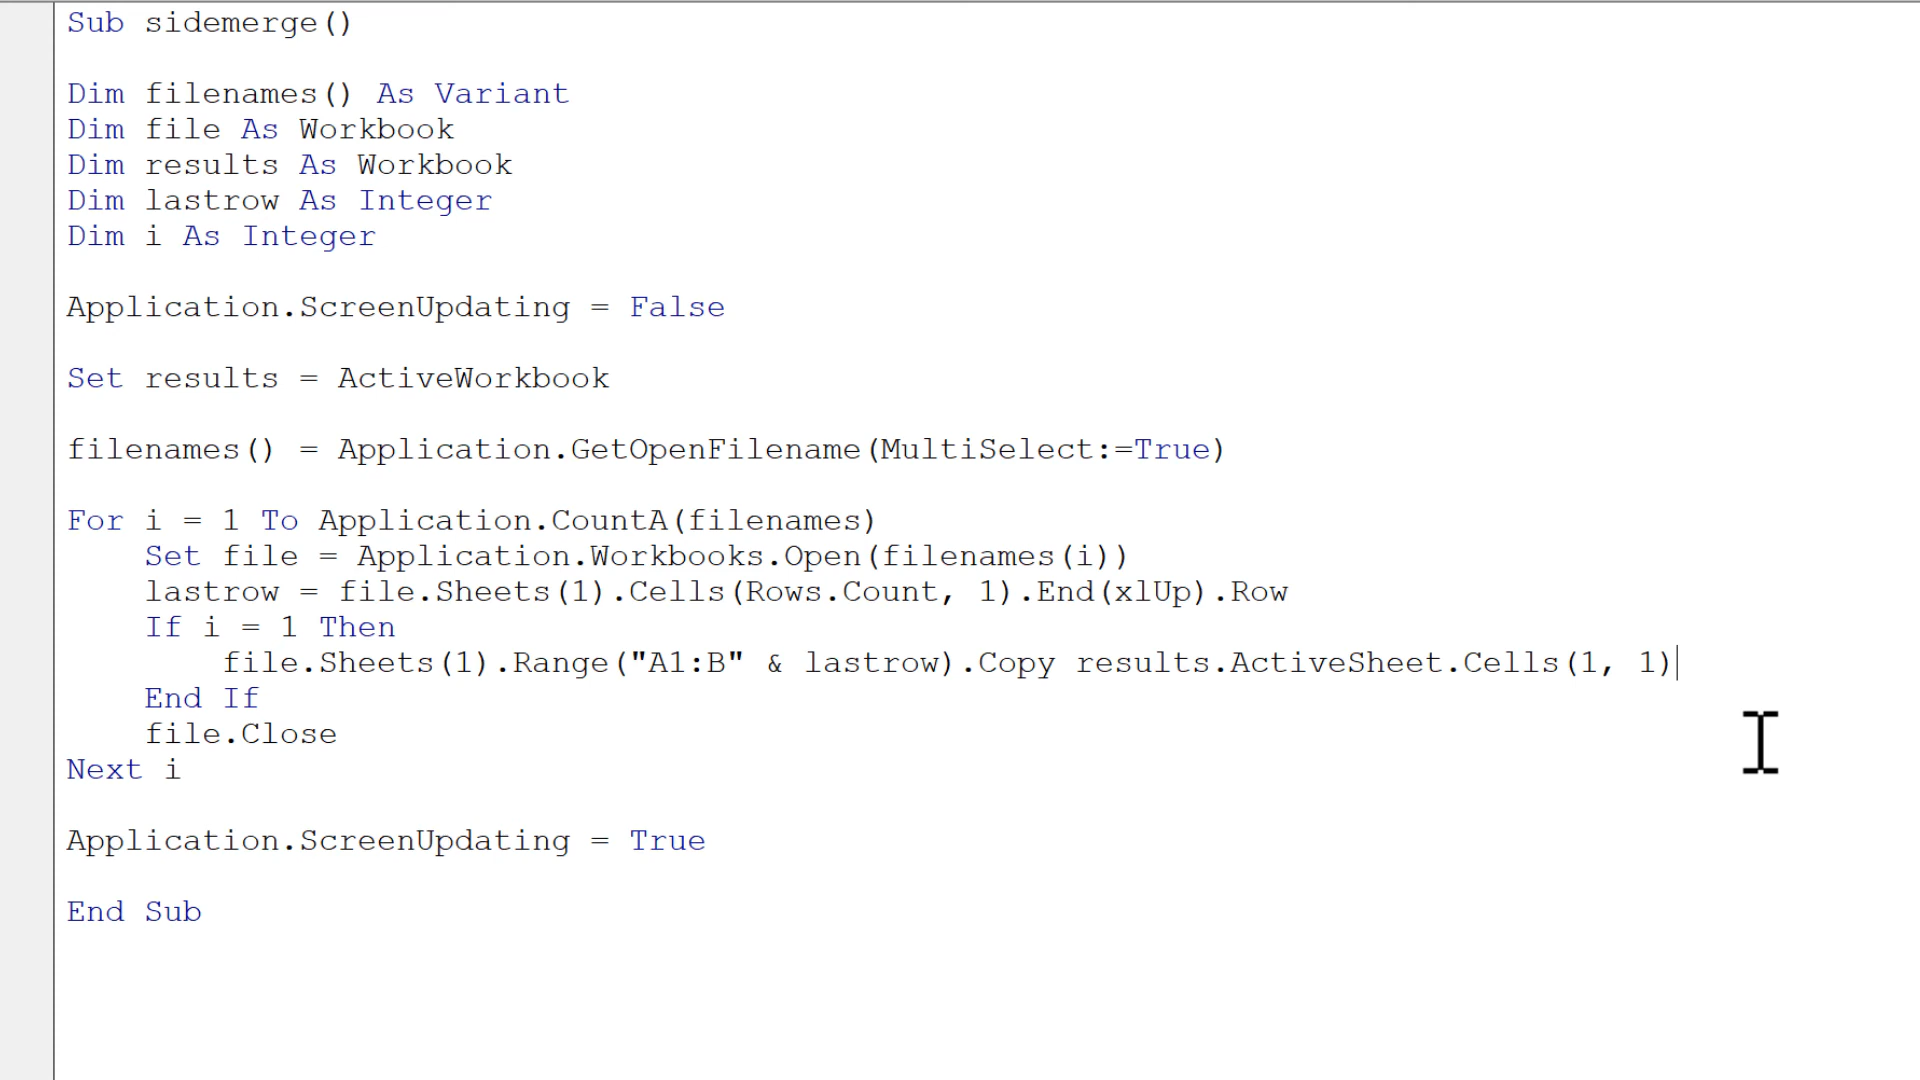 Sub sidemerge()
Dim filenames() As Variant
Dim file As Workbook
Dim results As Workbook
Dim lastrow As Integer
Dim i As Integer
Application.ScreenUpdating = False
Set results = ActiveWorkbook
filenames() = Application.GetOpenFilename(MultiSelect:=True)
For i = 1 To Application.CountA(filenames)
    Set file = Application.Workbooks.Open(filenames(i))
    lastrow = file.Sheets(1).Cells(Rows.Count, 1).End(xlUp).Row
    If i = 1 Then
        file.Sheets(1).Range("A1:B" & lastrow).Copy results.ActiveSheet.Cells(1, 1)
    End If
    file.Close
Next i
Application.ScreenUpdating = True
End Sub